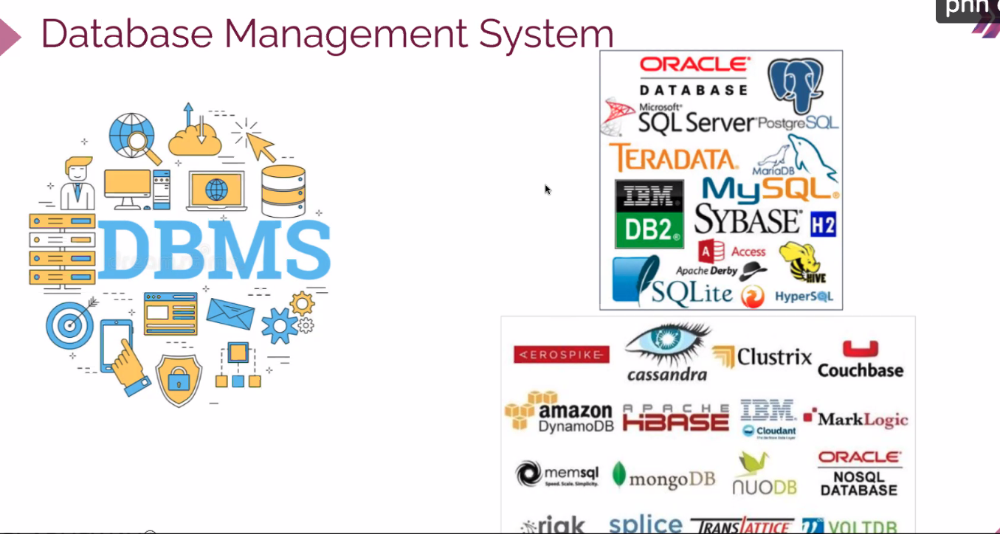 phh
Database Management System
ORACLE®
DATABASE
Microsoft®
SQL Server®
PostgreSQL
TERADATA®
MariaDB
MySQL®
IBM®
DB2®
SYBASE®
H2
A
Access
Apache Derby
HIVE
SQLite
HyperSQL
DBMS
AEROSPIKE
cassandra
Clustrix
Couchbase
amazon
DynamoDB
APACHE
HBASE
IBM®
Cloudant
MarkLogic
memsql
Speed. Scale. Simplicity.
mongoDB
NUODB
ORACLE®
NOSQL
DATABASE
riak
splice
TRANSLATTICE
VOLTDB